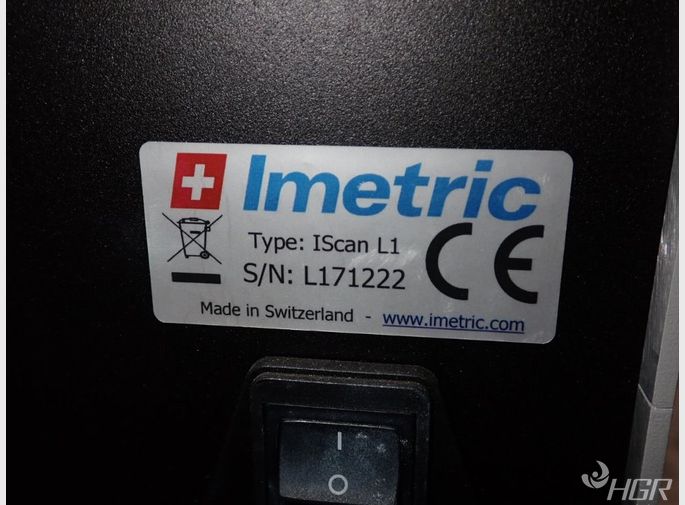 Imetric
Type: IScan L1
S/N: L171222
CE
Made in Switzerland - www.imetric.com
I
O
HGR